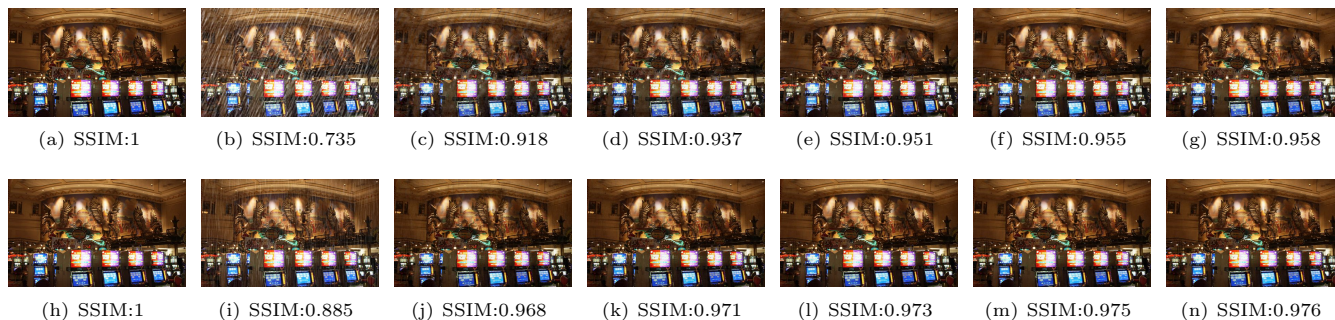 (a) SSIM:1 (b) SSIM:0.735 (c) SSIM:0.918 (d) SSIM:0.937 (e) SSIM:0.951 (f) SSIM:0.955 (g) SSIM:0.958
(h) SSIM:1 (i) SSIM:0.885 (j) SSIM:0.968 (k) SSIM:0.971 (l) SSIM:0.973 (m) SSIM:0.975 (n) SSIM:0.976